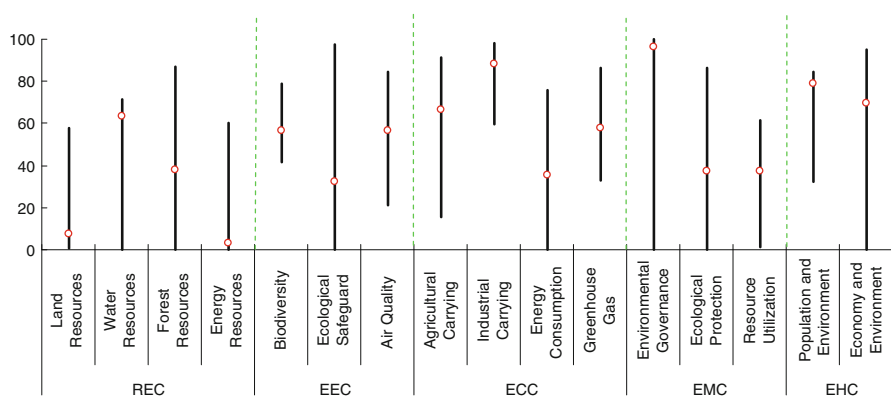 100
80
60
40
20
0
Land
Resources
Water
Resources
Forest
Resources
Energy
Resources
Biodiversity
Ecological
Safeguard
Air Quality
Agricultural
Carrying
Industrial
Carrying
Energy
Consumption
Greenhouse
Gas
Environmental
Governance
Ecological
Protection
Resource
Utilization
Population and
Environment
Economy and
Environment
REC
EEC
ECC
EMC
EHC